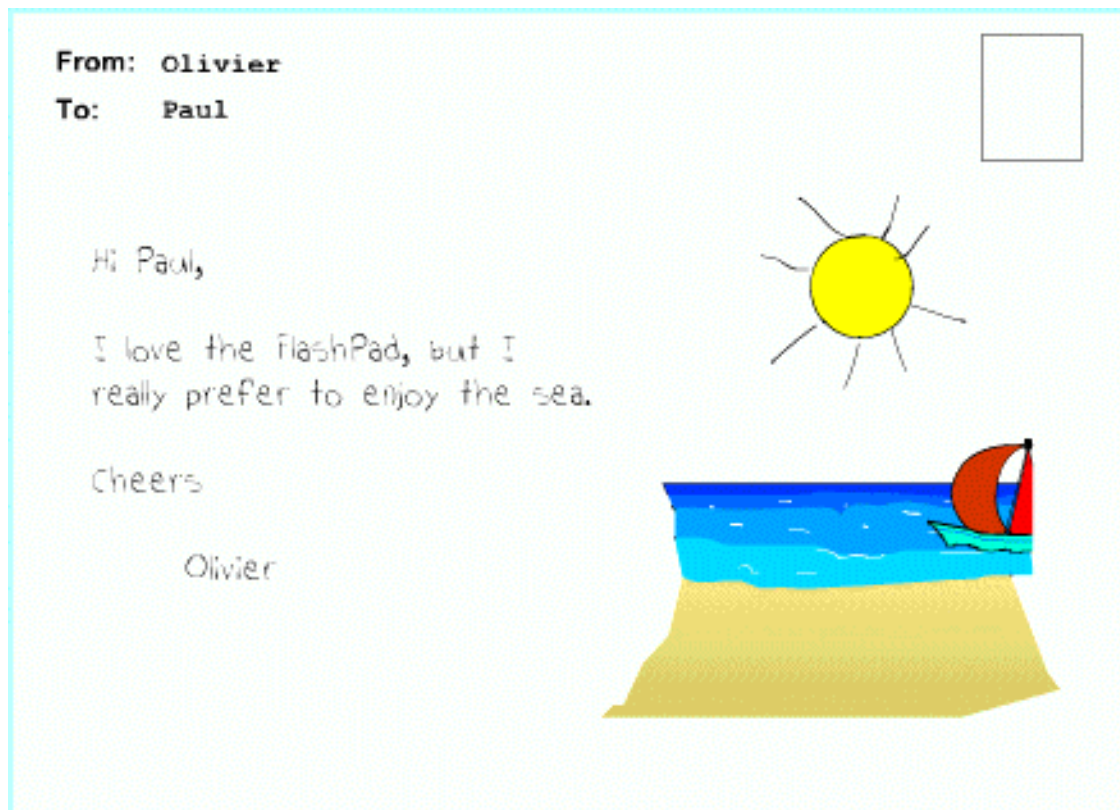 From: Olivier
To: Paul
Hi Paul,
I love the FlashPad, but I
really prefer to enjoy the sea.
Cheers
Olivier